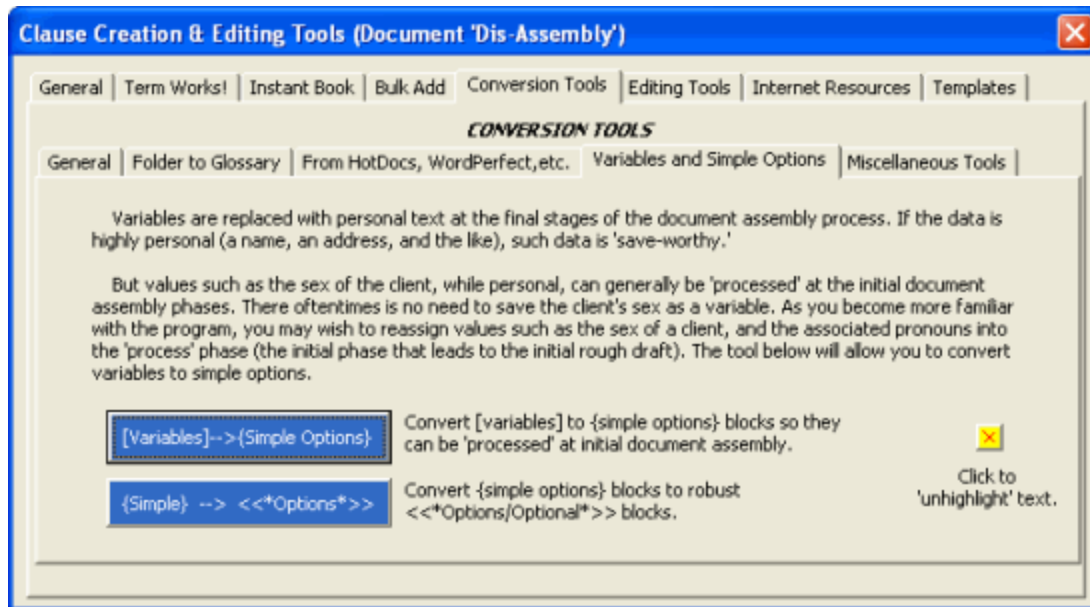 Clause Creation & Editing Tools (Document 'Dis-Assembly')
General | Term Works! | Instant Book | Bulk Add | Conversion Tools | Editing Tools | Internet Resources | Templates
CONVERSION TOOLS
General | Folder to Glossary | From HotDocs, WordPerfect,etc. | Variables and Simple Options | Miscellaneous Tools
Variables are replaced with personal text at the final stages of the document assembly process. If the data is
highly personal (a name, an address, and the like), such data is 'save-worthy.'
But values such as the sex of the client, while personal, can generally be 'processed' at the initial document
assembly phases. There oftentimes is no need to save the client's sex as a variable. As you become more familiar
with the program, you may wish to reassign values such as the sex of a client, and the associated pronouns into
the 'process' phase (the initial phase that leads to the initial rough draft). The tool below will allow you to convert
variables to simple options.
[Variables]-->{Simple Options}
Convert [variables] to {simple options} blocks so they
can be 'processed' at initial document assembly.
{Simple} --> <<*Options*>>
Convert {simple options} blocks to robust
<<*Options/Optional*>> blocks.
Click to
'unhighlight' text.